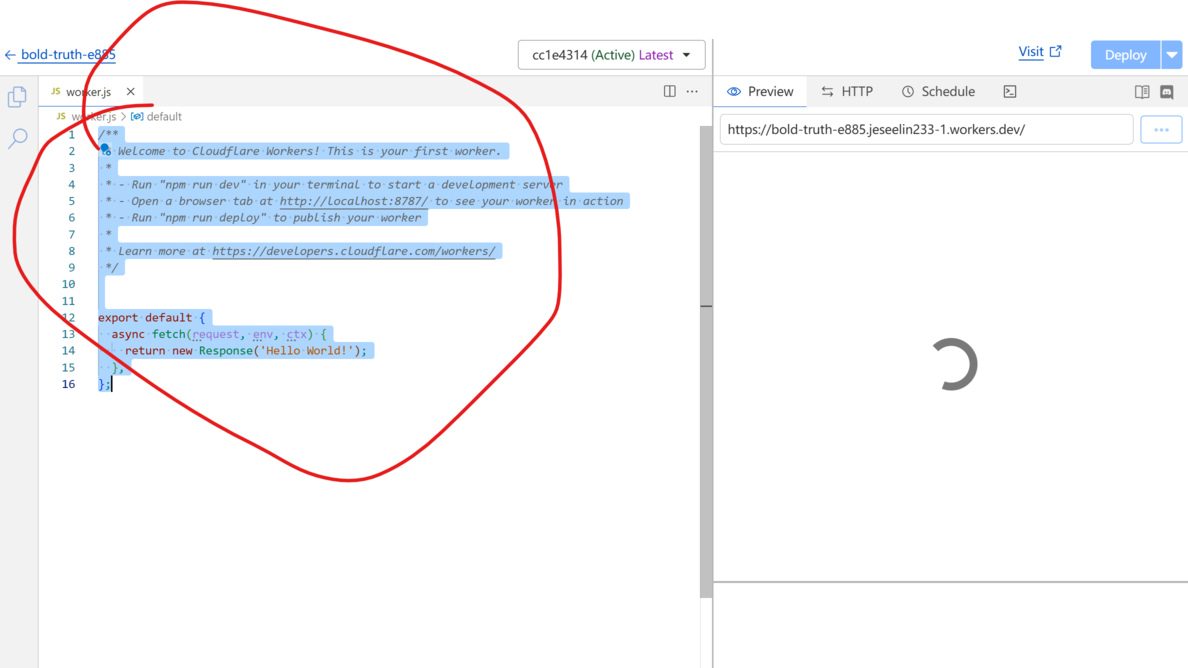 bold-truth-e885
cc1e4314 (Active) Latest
Visit
Deploy
JS worker.js
Preview
HTTP
Schedule
JS worker.js > default
https://bold-truth-e885.jeseelin233-1.workers.dev/
1 /**
2 * Welcome to Cloudflare Workers! This is your first worker.
3 *
4 * - Run "npm run dev" in your terminal to start a development server
5 * - Open a browser tab at http://localhost:8787/ to see your worker in action
6 * - Run "npm run deploy" to publish your worker
7 *
8 * Learn more at https://developers.cloudflare.com/workers/
9 */
10
11
12 export default {
13 async fetch(request, env, ctx) {
14 return new Response('Hello World!');
15 },
16 };